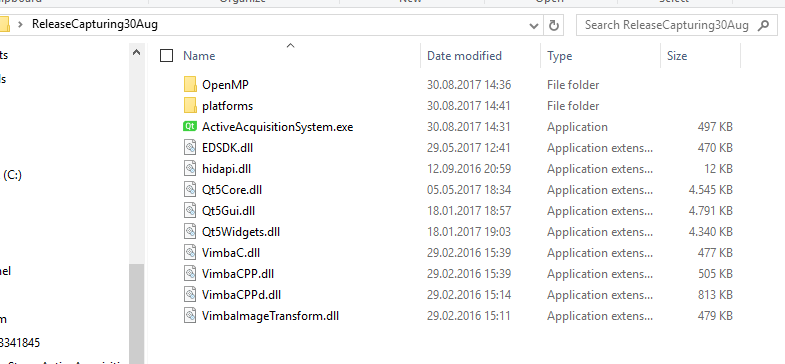 Clipboard Organize New Open Select
ReleaseCapturing30Aug Search ReleaseCapturing30Aug
Name Date modified Type Size
OpenMP 30.08.2017 14:36 File folder
platforms 30.08.2017 14:41 File folder
Qt ActiveAcquisitionSystem.exe 30.08.2017 14:31 Application 497 KB
EDSDK.dll 29.05.2017 12:41 Application extens... 470 KB
hidapi.dll 12.09.2016 20:59 Application extens... 12 KB
(C:)
Qt5Core.dll 05.05.2017 18:34 Application extens... 4.545 KB
Qt5Gui.dll 18.01.2017 18:57 Application extens... 4.791 KB
Qt5Widgets.dll 18.01.2017 19:03 Application extens... 4.340 KB
VimbaC.dll 29.02.2016 15:39 Application extens... 477 KB
VimbaCPP.dll 29.02.2016 15:39 Application extens... 505 KB
VimbaCPPd.dll 29.02.2016 15:14 Application extens... 813 KB
VimbaImageTransform.dll 29.02.2016 15:11 Application extens... 479 KB
8341845